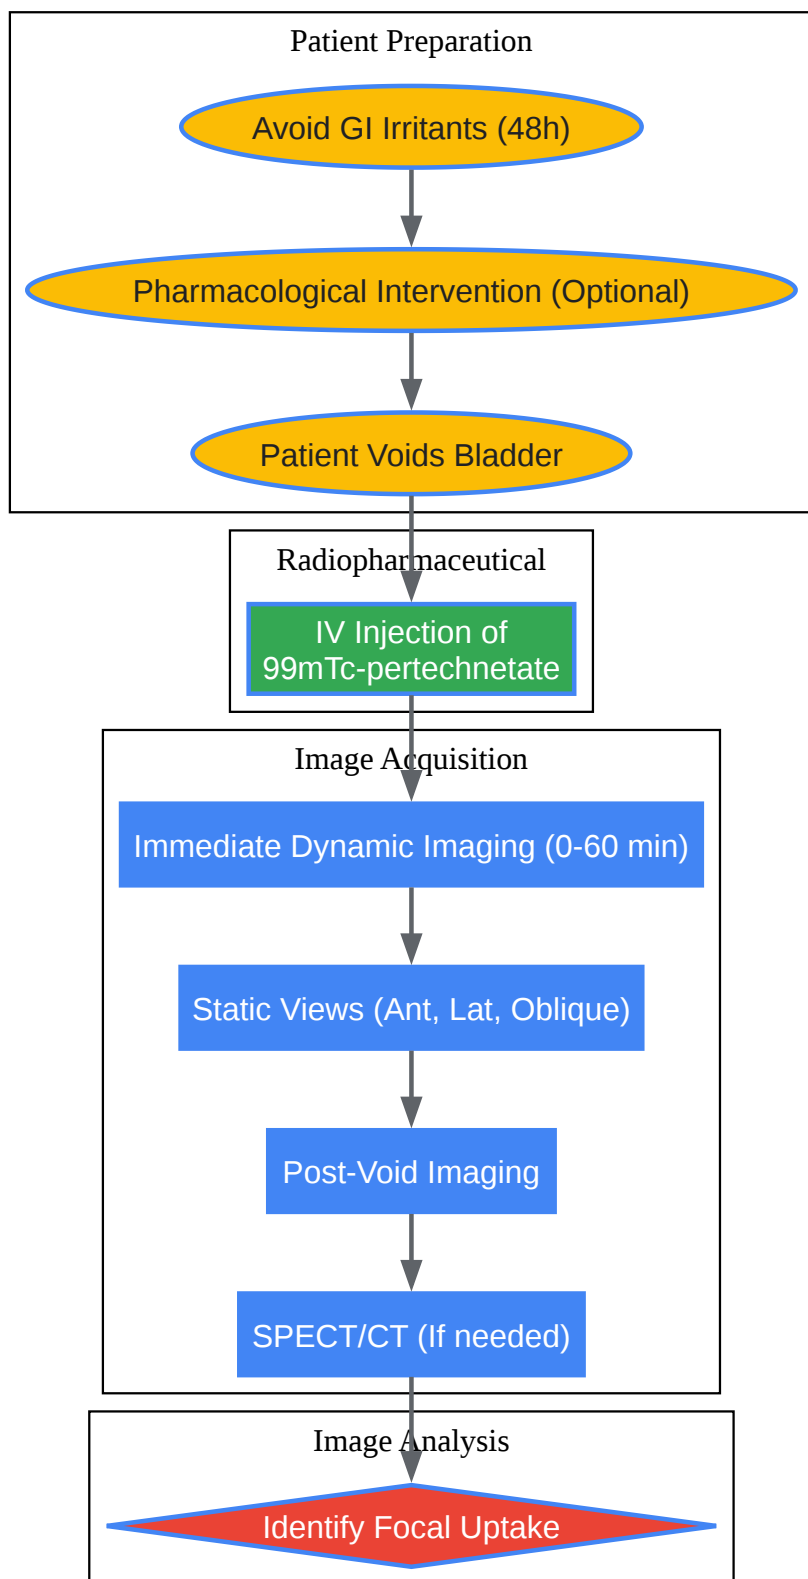 Patient Preparation
Avoid GI Irritants (48h)
Pharmacological Intervention (Optional)
Patient Voids Bladder
Radiopharmaceutical
IV Injection of
99mTc-pertechnetate
Image Acquisition
Immediate Dynamic Imaging (0-60 min)
Static Views (Ant, Lat, Oblique)
Post-Void Imaging
SPECT/CT (If needed)
Image Analysis
Identify Focal Uptake